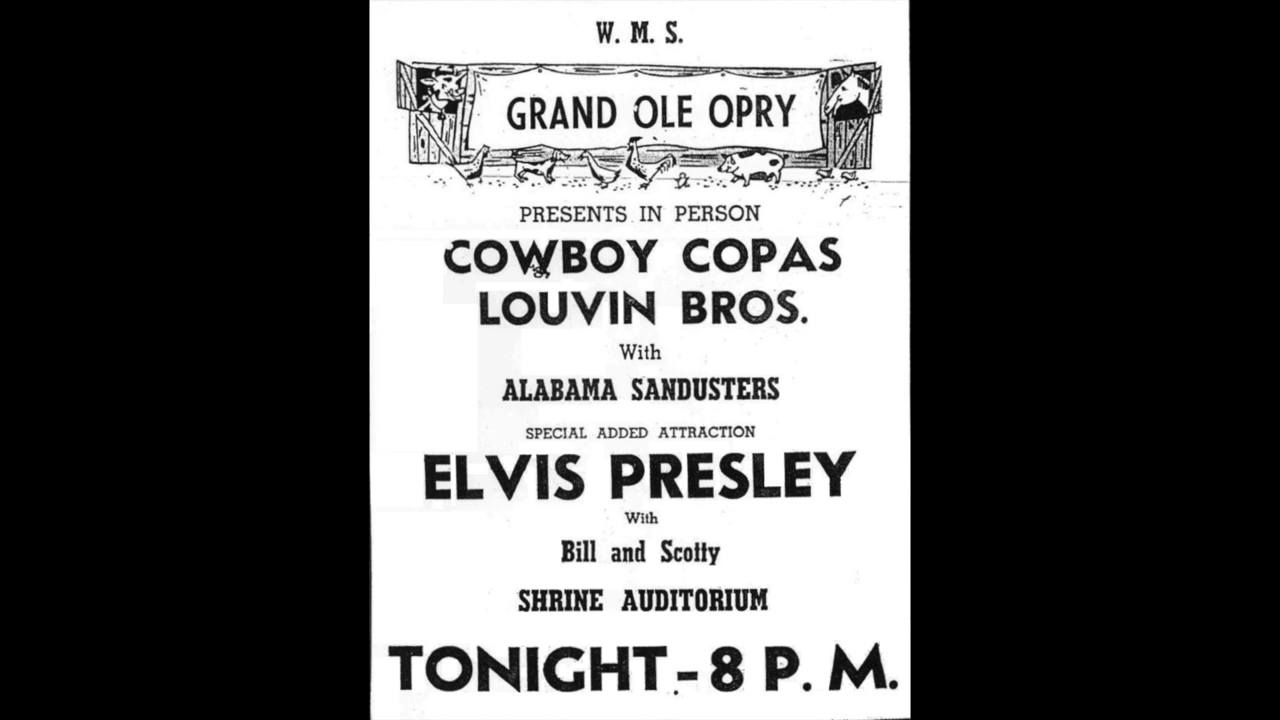 W. M. S.
GRAND OLE OPRY
PRESENTS IN PERSON
COWBOY COPAS
LOUVIN BROS.
With
ALABAMA SANDUSTERS
SPECIAL ADDED ATTRACTION
ELVIS PRESLEY
With
Bill and Scotty
SHRINE AUDITORIUM
TONIGHT - 8 P. M.